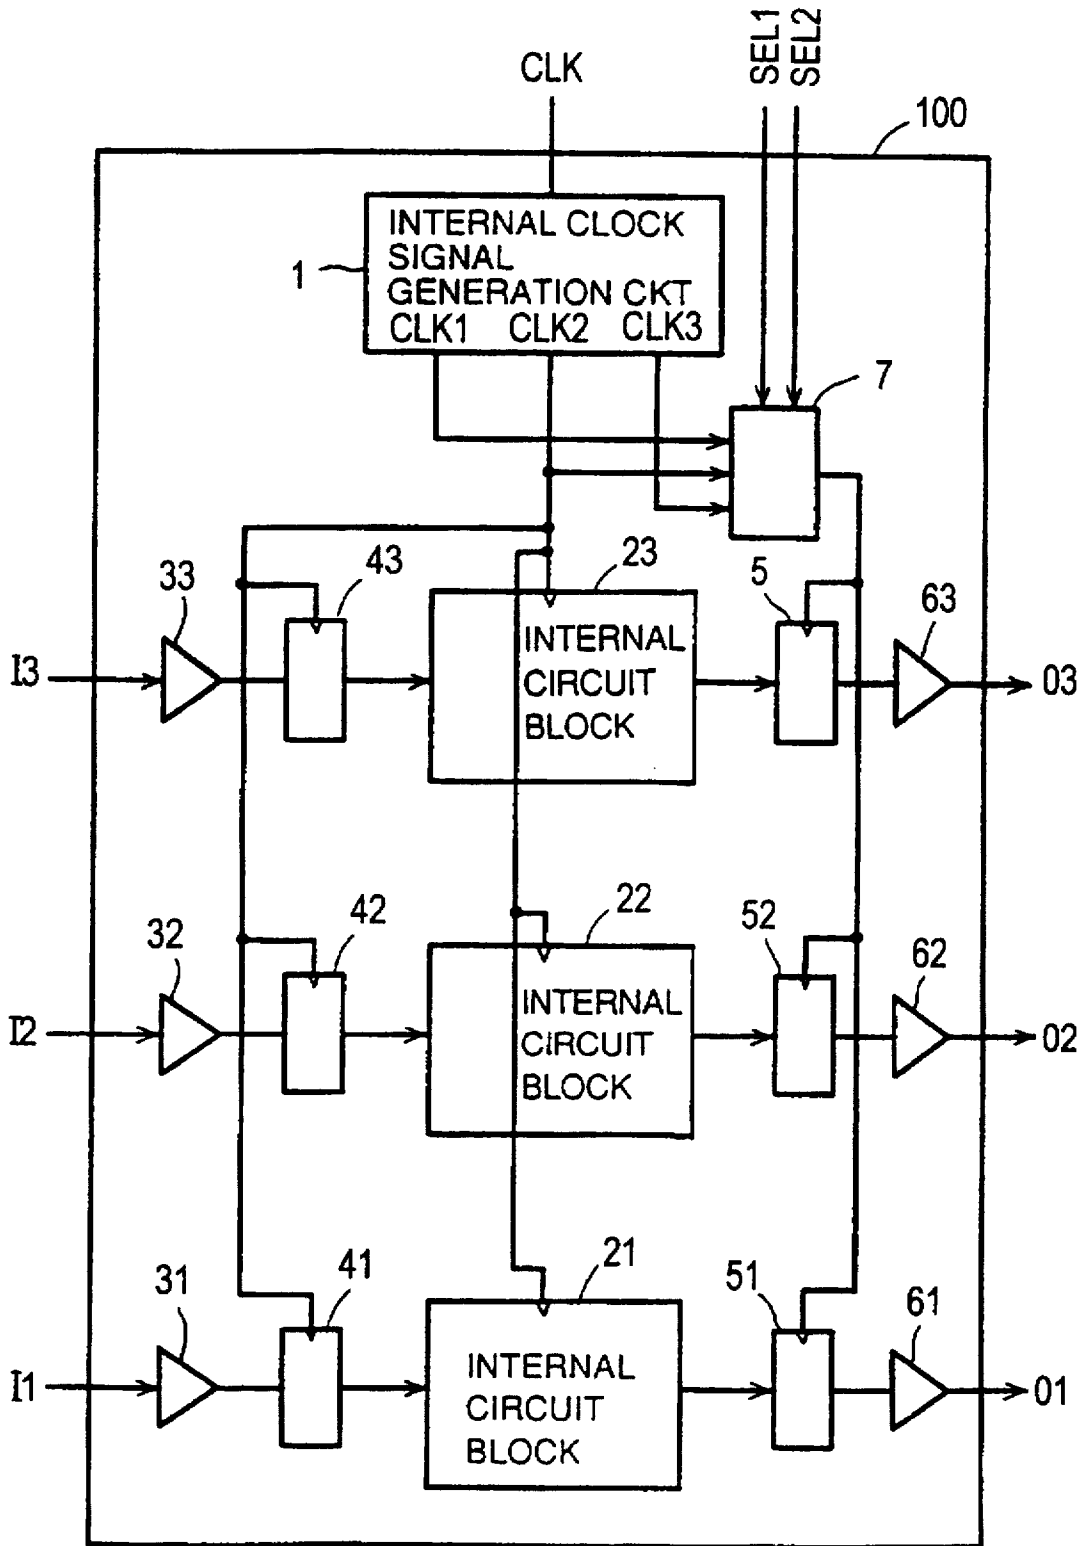 CLK
SEL1
SEL2
100
INTERNAL CLOCK
SIGNAL
GENERATION CKT
CLK1 CLK2 CLK3
1
7
33
43
23
5
63
I3
INTERNAL
CIRCUIT
BLOCK
03
32
42
22
52
62
I2
INTERNAL
CIRCUIT
BLOCK
02
31
41
21
51
61
I1
INTERNAL
CIRCUIT
BLOCK
01